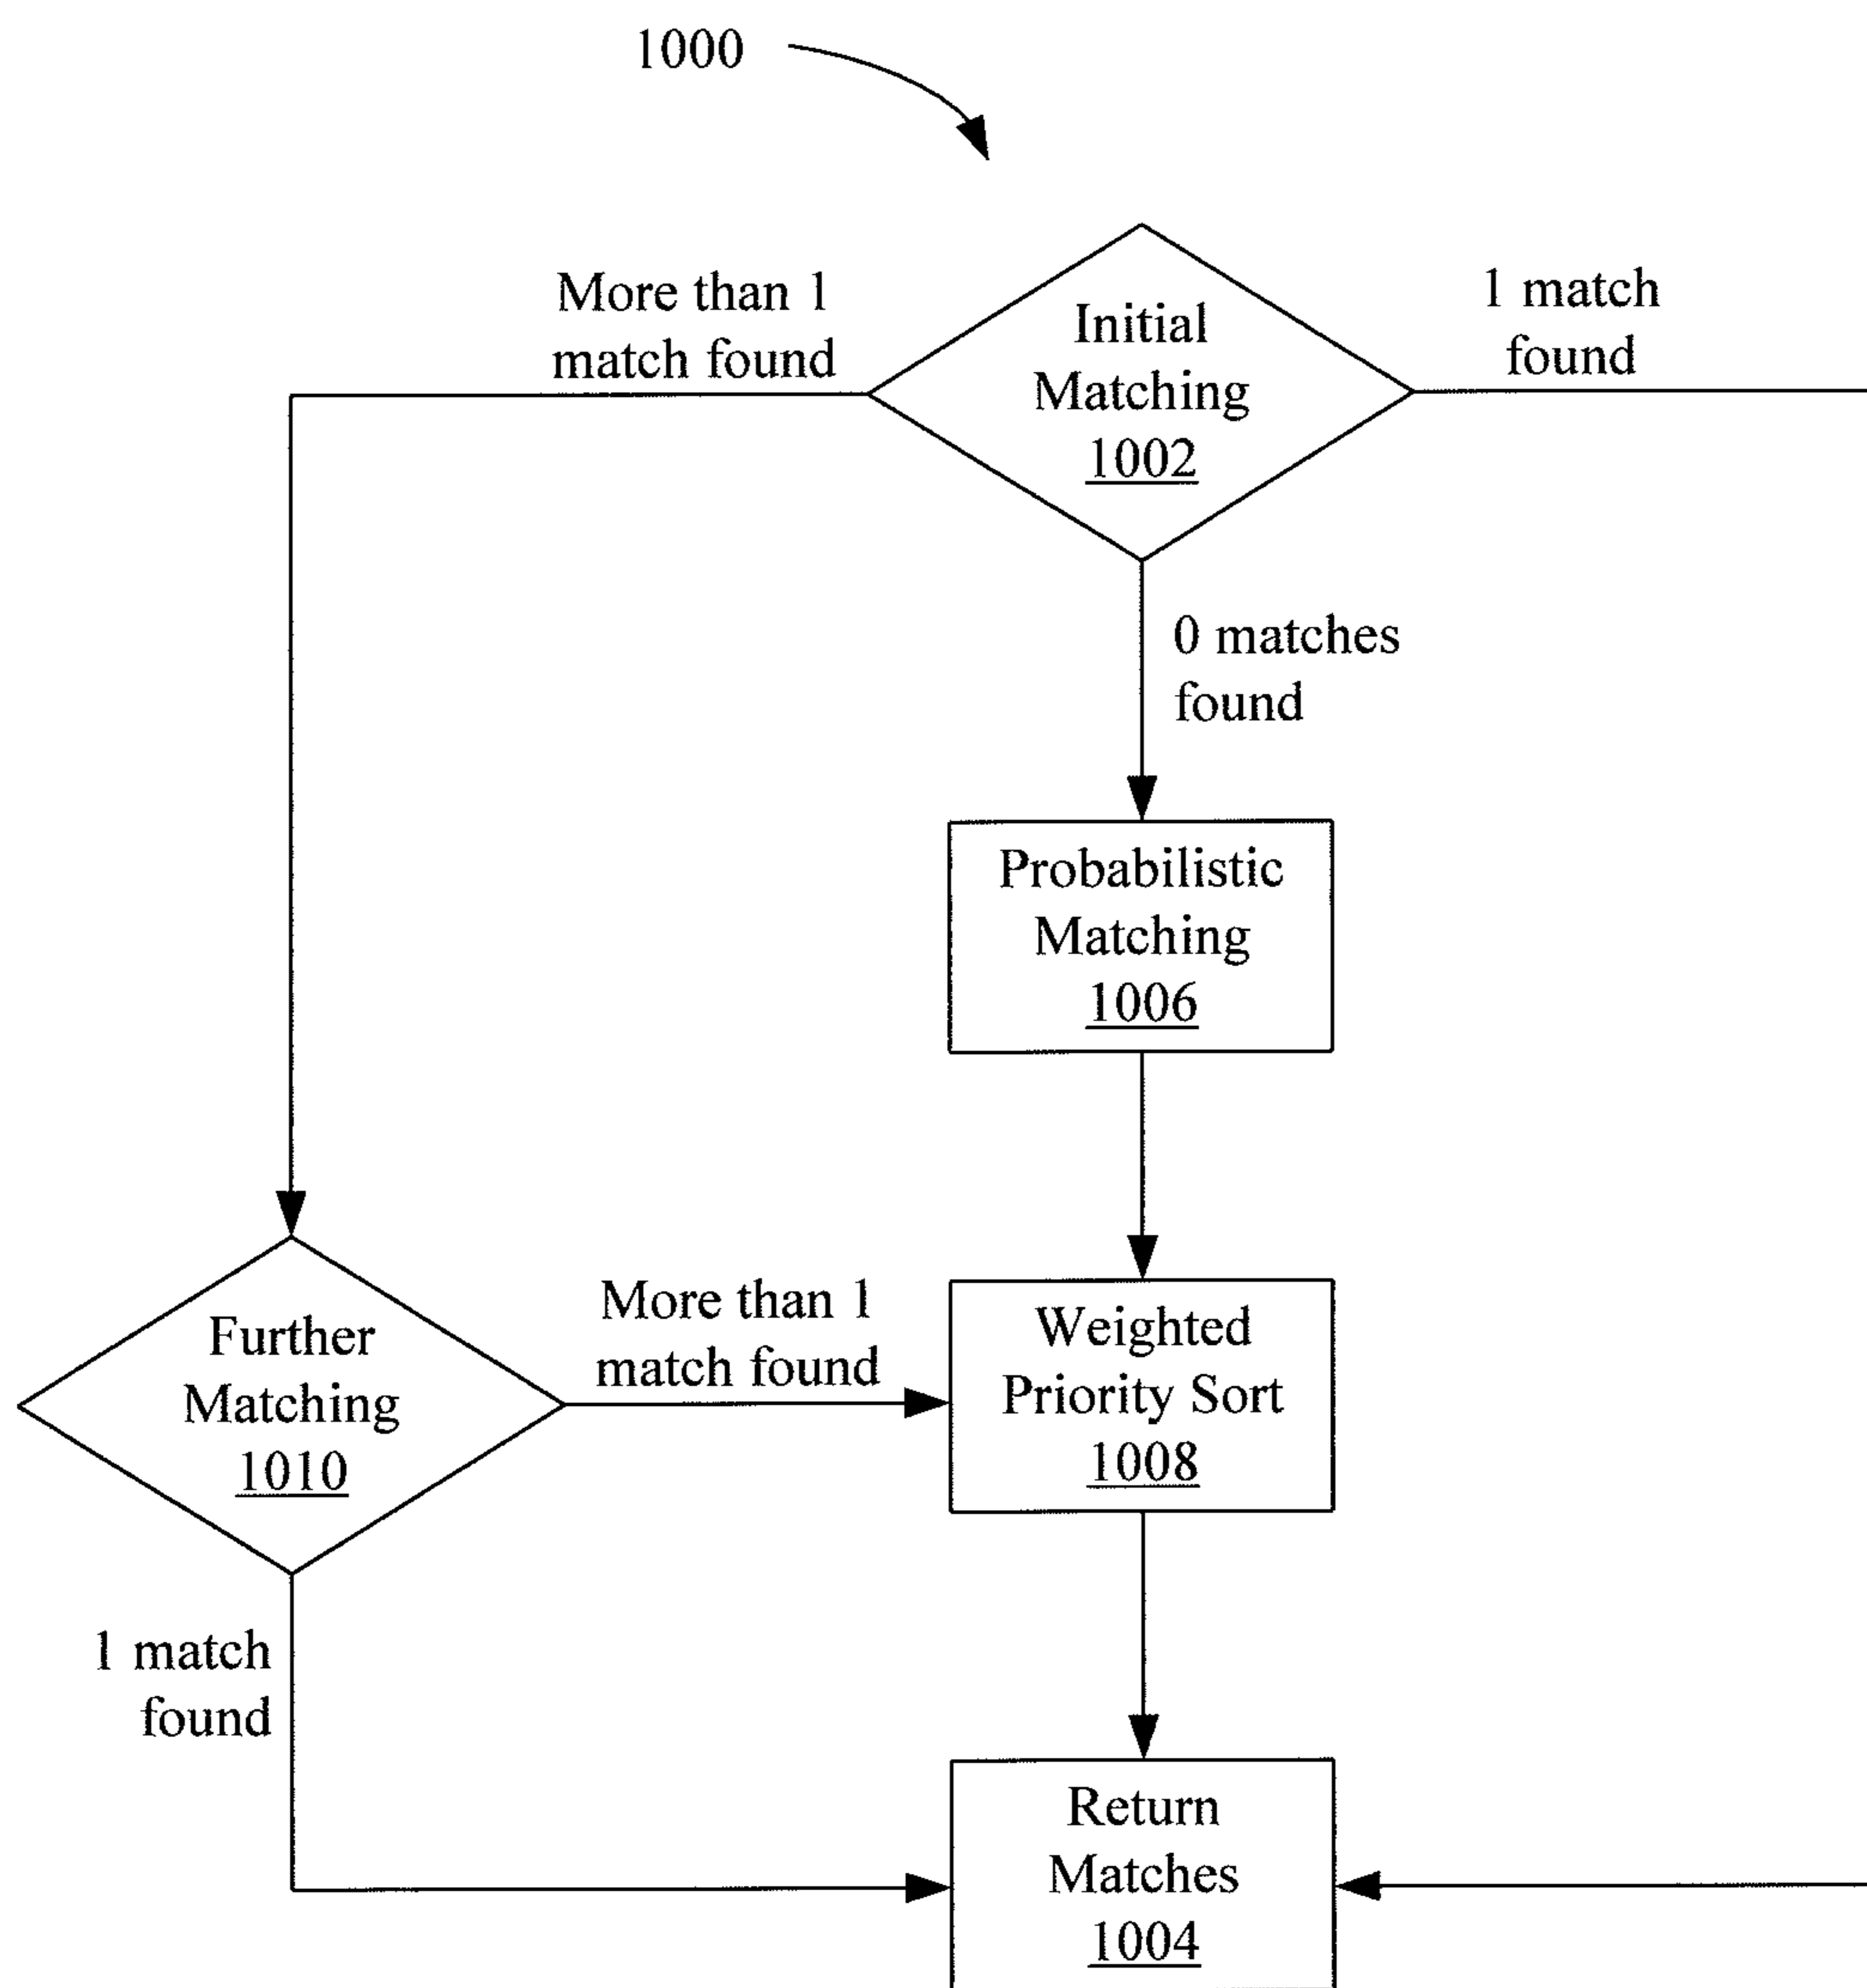 1000
More than 1
match found
Initial
Matching
1002
1 match
found
0 matches
found
Probabilistic
Matching
1006
Further
Matching
1010
More than 1
match found
Weighted
Priority Sort
1008
1 match
found
Return
Matches
1004